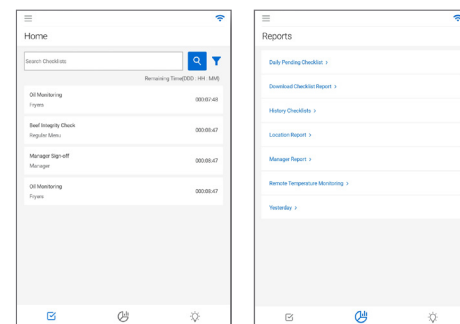 Home
Search Checklists
Remaining Time(DDD : HH : MM)
Oil Monitoring
Fryers
000:07:48
Beef Integrity Check
Regular Menu
000:08:47
Manager Sign-off
Manager
000:08:47
Oil Monitoring
Fryers
000:08:47
Reports
Daily Pending Checklist >
Download Checklist Report >
History Checklists >
Location Report >
Manager Report >
Remote Temperature Monitoring >
Yesterday >